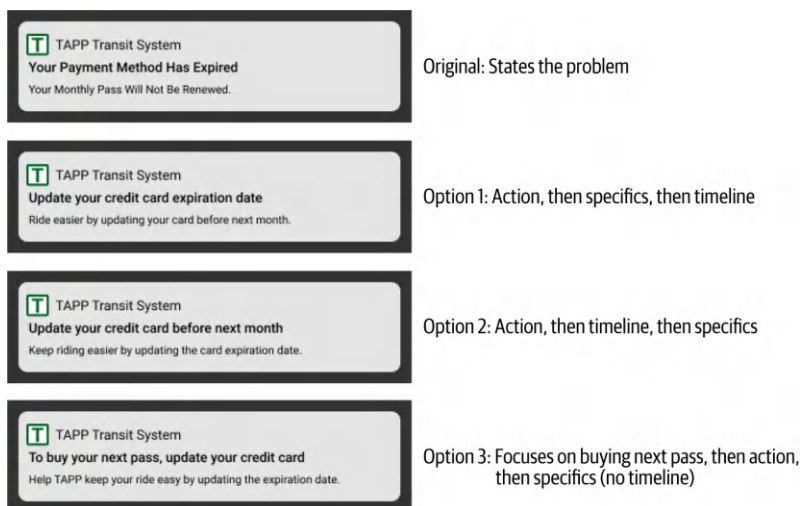 T TAPP Transit System
Your Payment Method Has Expired
Your Monthly Pass Will Not Be Renewed.
Original: States the problem
T TAPP Transit System
Update your credit card expiration date
Ride easier by updating your card before next month.
Option 1: Action, then specifics, then timeline
T TAPP Transit System
Update your credit card before next month
Keep riding easier by updating the card expiration date.
Option 2: Action, then timeline, then specifics
T TAPP Transit System
To buy your next pass, update your credit card
Help TAPP keep your ride easy by updating the expiration date.
Option 3: Focuses on buying next pass, then action,
then specifics (no timeline)